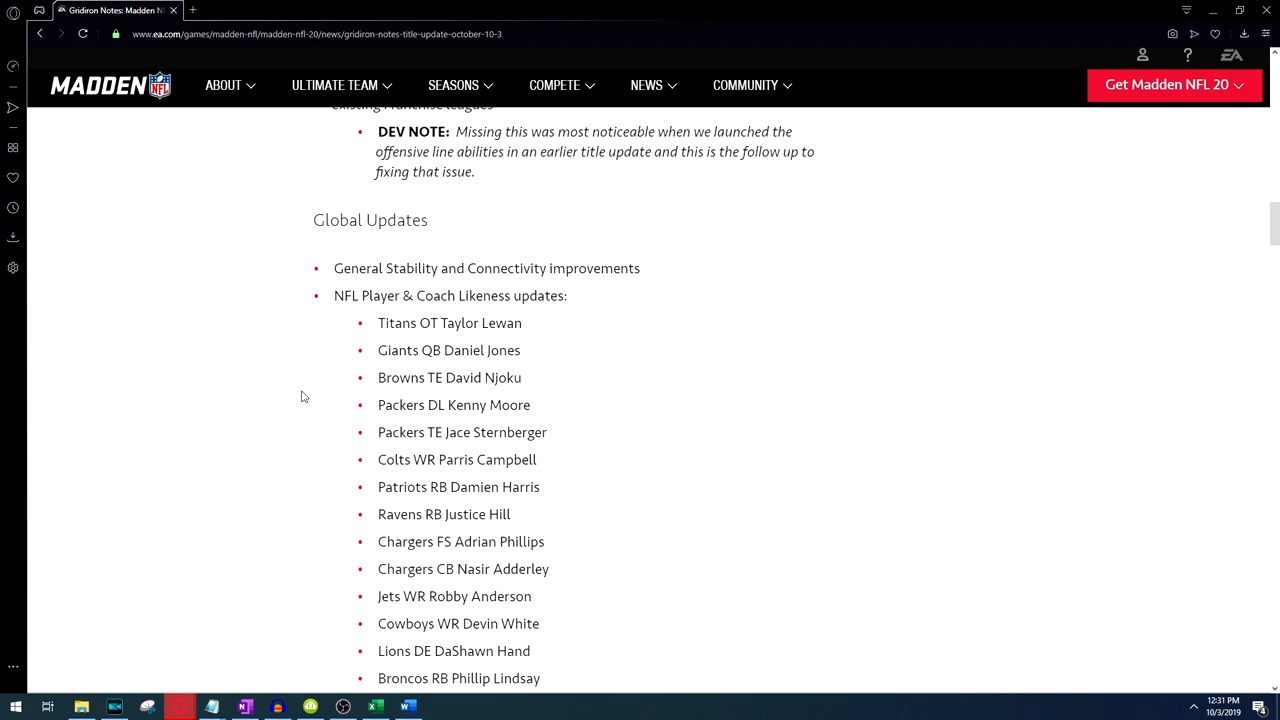 Gridiron Notes - Titl
www.ea.com/games/madden-nfl/madden-nfl-20/news/gridiron-notes-title-update-october-10-3
MADDEN NFL
ABOUT
ULTIMATE TEAM
SEASONS
COMPETE
NEWS
COMMUNITY
EA
Get Madden NFL 20
existing Franchise leagues
DEV NOTE: Missing this was most noticeable when we launched the
offensive line abilities in an earlier title update and this is the follow up to
fixing that issue.
Global Updates
General Stability and Connectivity improvements
NFL Player & Coach Likeness updates:
Titans OT Taylor Lewan
Giants QB Daniel Jones
Browns TE David Njoku
Packers DL Kenny Moore
Packers TE Jace Sternberger
Colts WR Parris Campbell
Patriots RB Damien Harris
Ravens RB Justice Hill
Chargers FS Adrian Phillips
Chargers CB Nasir Adderley
Jets WR Robby Anderson
Cowboys WR Devin White
Lions DE DaShawn Hand
Broncos RB Phillip Lindsay
12:31 PM
10/3/2019
4